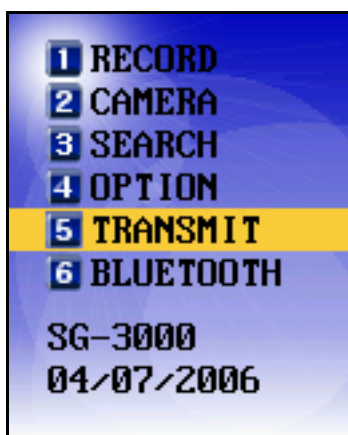 1 RECORD
2 CAMERA
3 SEARCH
4 OPTION
5 TRANSMIT
6 BLUETOOTH
SG-3000
04/07/2006